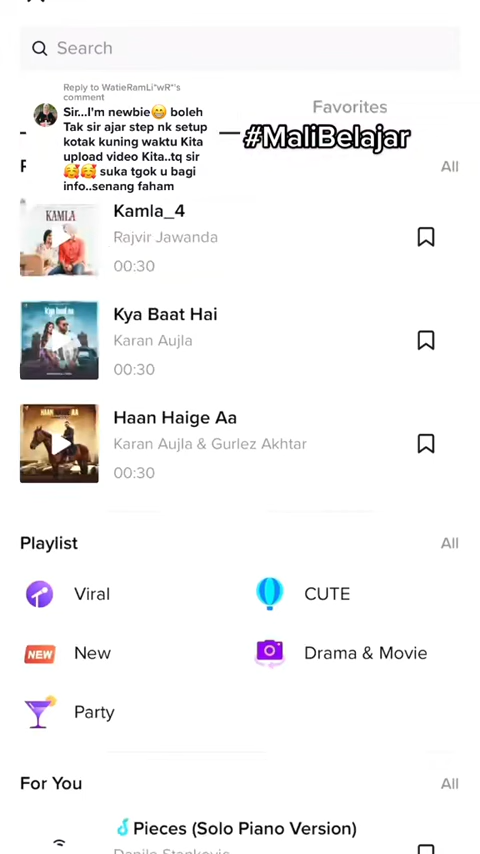 Search
Reply to WatieRamLi"wR"'s
comment
Sir...I'm newbie😁 boleh
Tak sir ajar step nk setup
kotak kuning waktu Kita
upload video Kita..tq sir
🥰🥰 suka tgok u bagi
info..senang faham
Favorites
#MaliBelajar
All
KAMLA
Kamla_4
Rajvir Jawanda
00:30
Kya Baat Hai
Karan Aujla
00:30
HAAN HAIGE AA
Haan Haige Aa
Karan Aujla & Gurlez Akhtar
00:30
Playlist
All
Viral
CUTE
NEW
New
Drama & Movie
Party
For You
All
Pieces (Solo Piano Version)